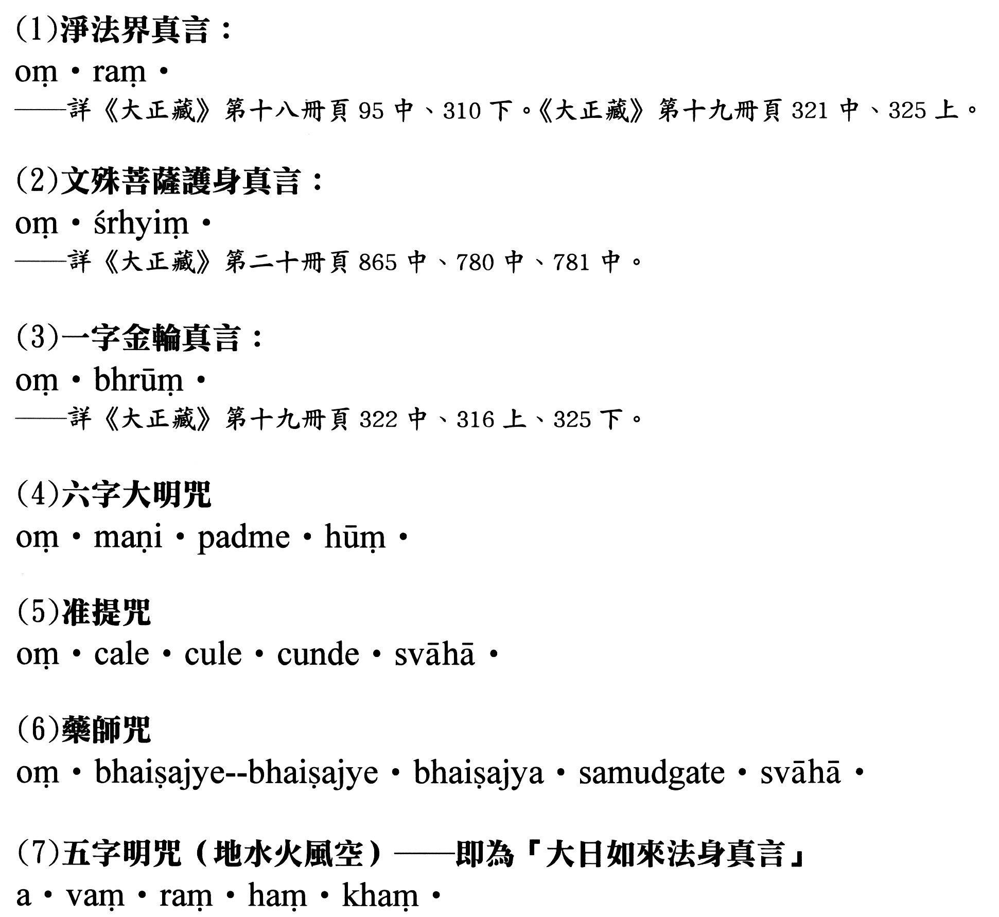 (1)淨法界真言：
oṃ・raṃ・
——詳《大正藏》第十八冊頁 95 中、310 下。《大正藏》第十九冊頁 321 中、325 上。
(2)文殊菩薩護身真言：
oṃ・śrhyiṃ・
——詳《大正藏》第二十冊頁 865 中、780 中、781 中。
(3)一字金輪真言：
oṃ・bhrūṃ・
——詳《大正藏》第十九冊頁 322 中、316 上、325 下。
(4)六字大明咒
oṃ・maṇi・padme・hūṃ・
(5)准提咒
oṃ・cale・cule・cunde・svāhā・
(6)藥師咒
oṃ・bhaiṣajye--bhaiṣajye・bhaiṣajya・samudgate・svāhā・
(7)五字明咒（地水火風空）——即為「大日如來法身真言」
a・vaṃ・raṃ・haṃ・khaṃ・